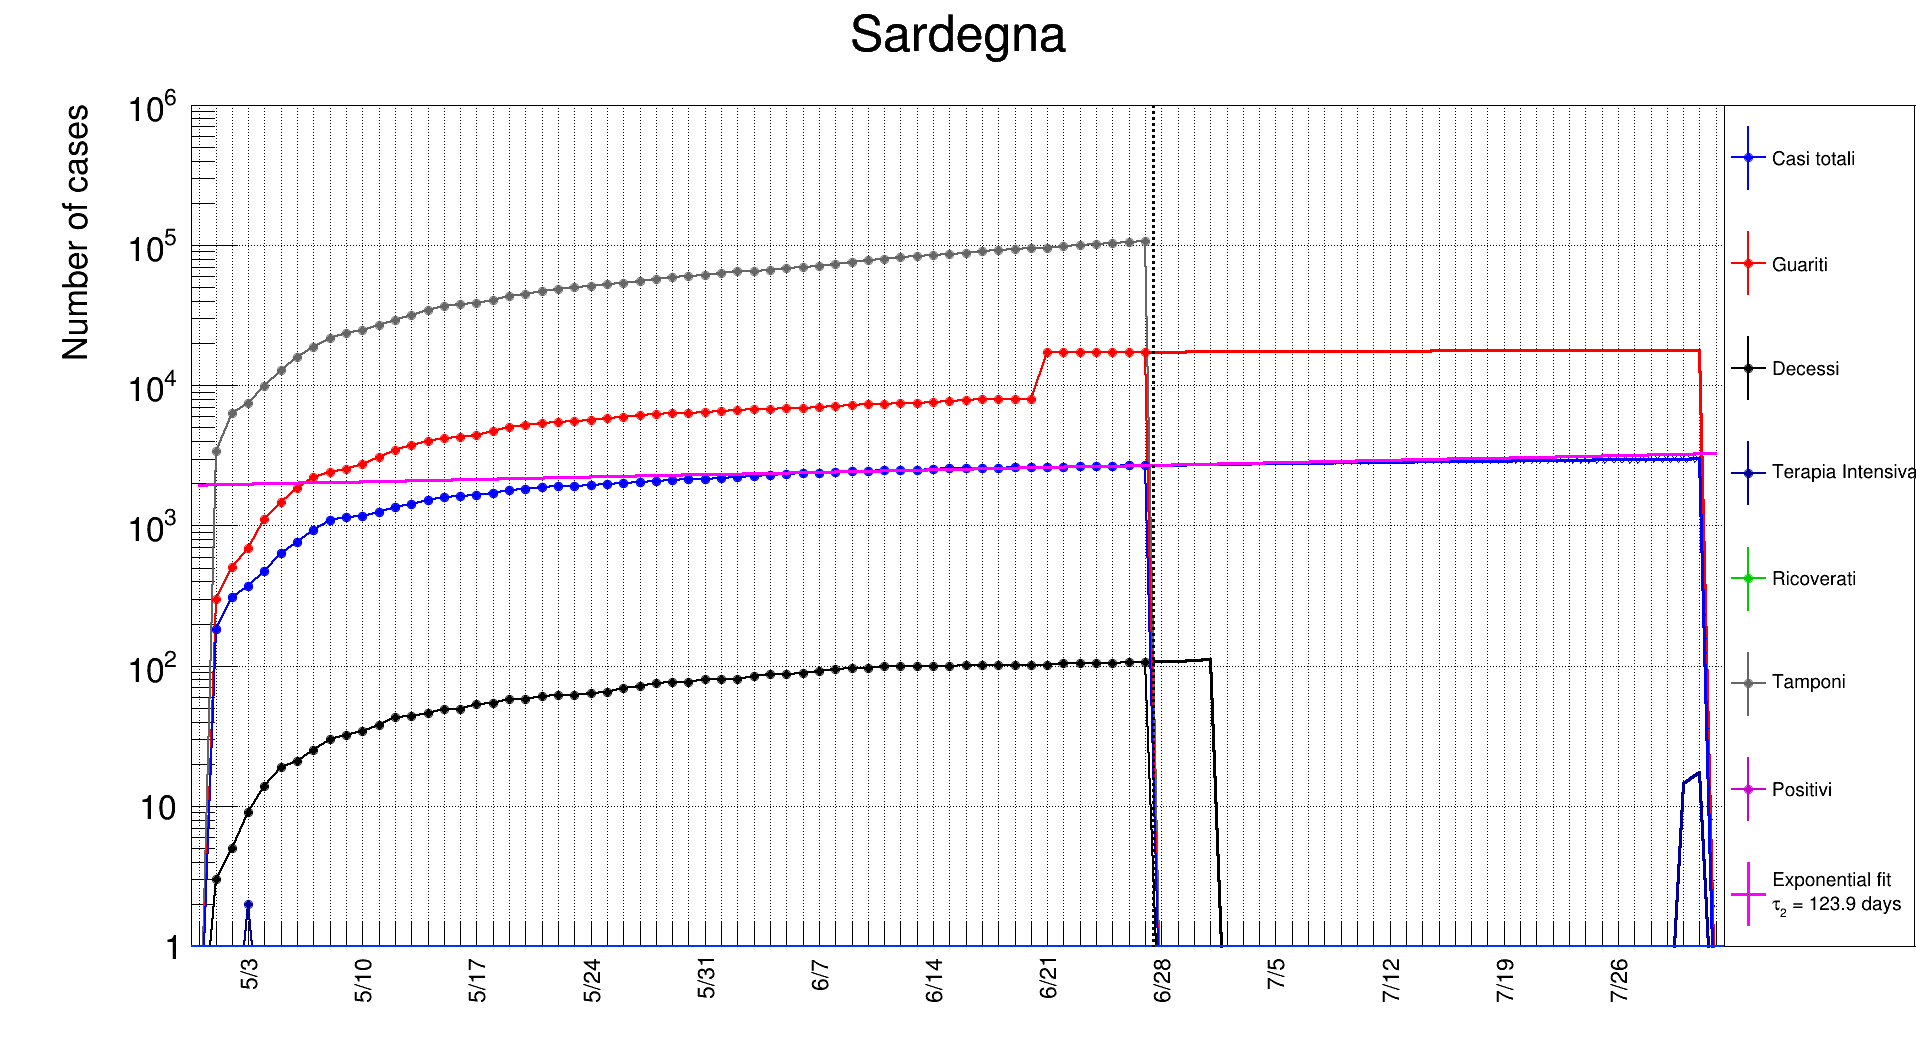 Sardegna
Number of cases
10^6
10^5
10^4
10^3
10^2
10
1
5/3
5/10
5/17
5/24
5/31
6/7
6/14
6/21
6/28
7/5
7/12
7/19
7/26
Casi totali
Guariti
Decessi
Terapia Intensiva
Ricoverati
Tamponi
Positivi
Exponential fit
τ₂ = 123.9 days